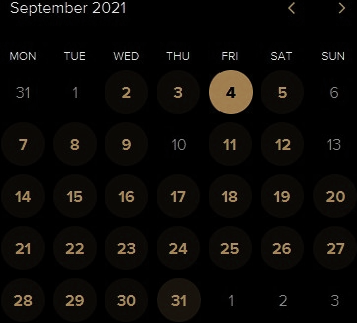 September 2021
MON TUE WED THU FRI SAT SUN
31 1 2 3 4 5 6
7 8 9 10 11 12 13
14 15 16 17 18 19 20
21 22 23 24 25 26 27
28 29 30 31 1 2 3